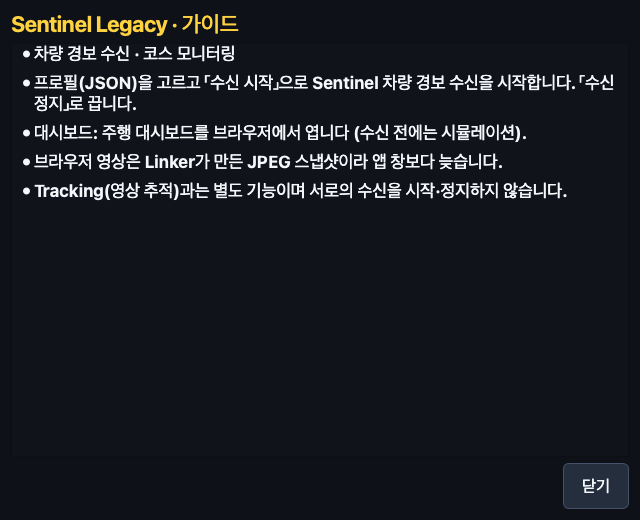 Sentinel Legacy · 가이드
• 차량 경보 수신 · 코스 모니터링
• 프로필(JSON)을 고르고 「수신 시작」으로 Sentinel 차량 경보 수신을 시작합니다. 「수신
정지」로 끕니다.
• 대시보드: 주행 대시보드를 브라우저에서 엽니다 (수신 전에는 시뮬레이션).
• 브라우저 영상은 Linker가 만든 JPEG 스냅샷이라 앱 창보다 늦습니다.
• Tracking(영상 추적)과는 별도 기능이며 서로의 수신을 시작·정지하지 않습니다.
닫기